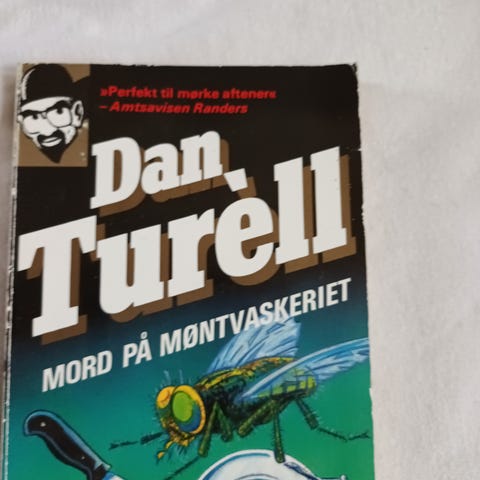 »Perfekt til mørke aftener«
– Amtsavisen Randers
Dan
Turèll
MORD PÅ MØNTVASKERIET